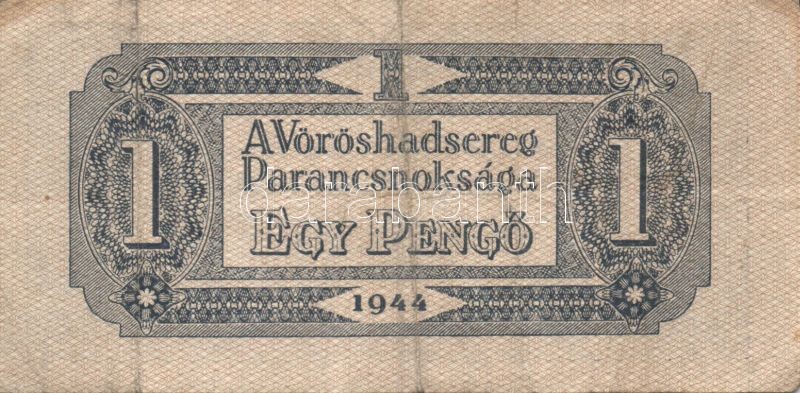 1
A Vöröshadsereg
Parancsnoksága
EGY PENGŐ
1 1
1944